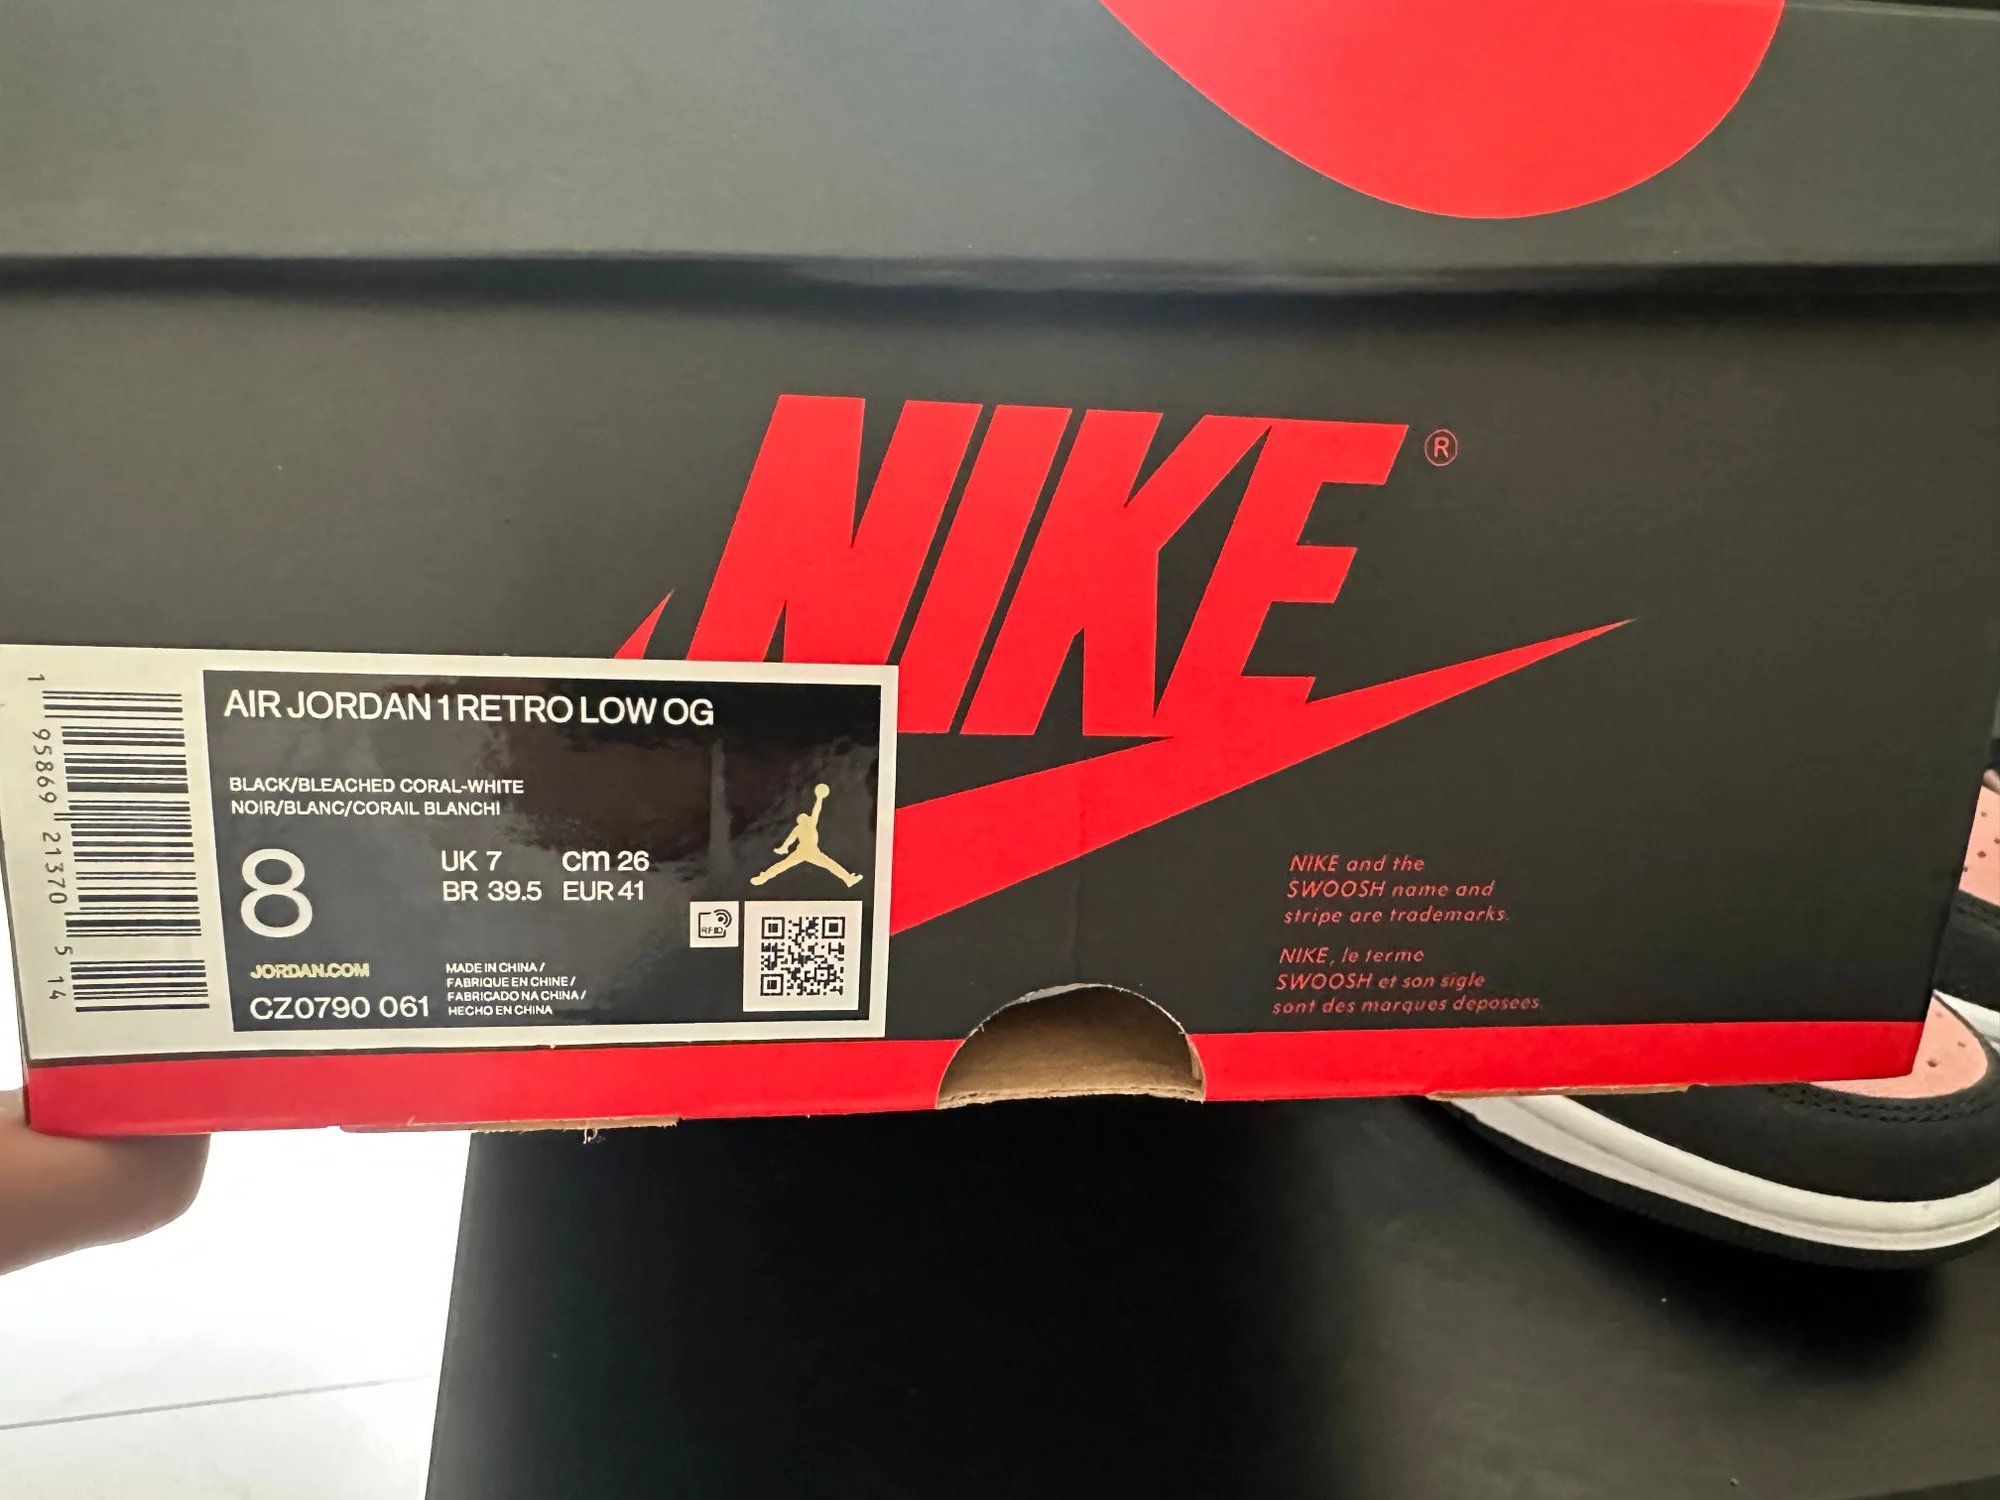 NIKE ®
1 95869 21370 5 14
AIR JORDAN 1 RETRO LOW OG
BLACK/BLEACHED CORAL-WHITE
NOIR/BLANC/CORAIL BLANCHI
8
UK 7 cm 26
BR 39.5 EUR 41
RFID
JORDAN.COM
CZ0790 061
MADE IN CHINA /
FABRIQUE EN CHINE /
FABRICADO NA CHINA /
HECHO EN CHINA
NIKE and the
SWOOSH name and
stripe are trademarks.
NIKE, le terme
SWOOSH et son sigle
sont des marques deposees.